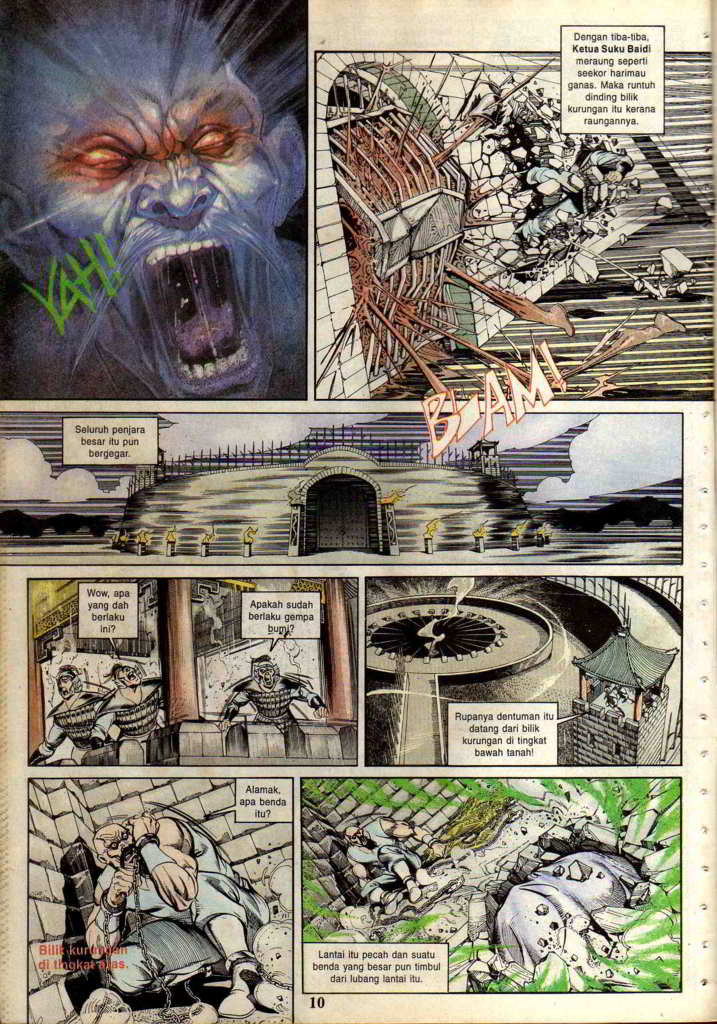 YAH!
Dengan tiba-tiba,
Ketua Suku Baidi
meraung seperti
seekor harimau
ganas. Maka runtuh
dinding bilik
kurungan itu kerana
raungannya.
BLAM!
Seluruh penjara
besar itu pun
bergegar.
Wow, apa
yang dah
berlaku
ini?
Apakah sudah
berlaku gempa
bumi?
Rupanya dentuman itu
datang dari bilik
kurungan di tingkat
bawah tanah!
Alamak,
apa benda
itu?
Bilik kurungan
di tingkat atas.
Lantai itu pecah dan suatu
benda yang besar pun timbul
dari lubang lantai itu.
10